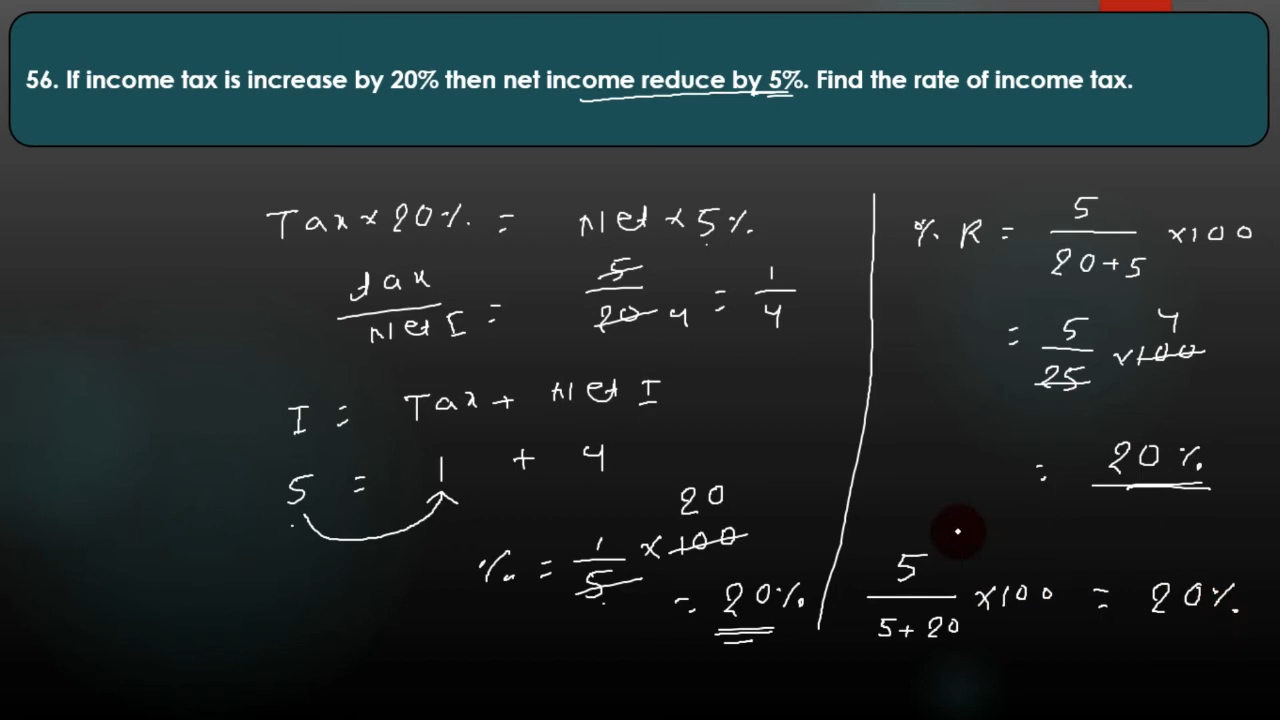 56. If income tax is increase by 20% then net income reduce by 5%. Find the rate of income tax.
Tax × 20% = Net × 5%
tax / Net I = 5 / 20 4 = 1 / 4
I = Tax + Net I
5 = 1 + 4
% = 1 / 5 × 100 20
= 20%
% R = 5 / 20+5 ×100
= 5 / 25 ×100 4
= 20%
5 / 5+20 ×100 = 20%